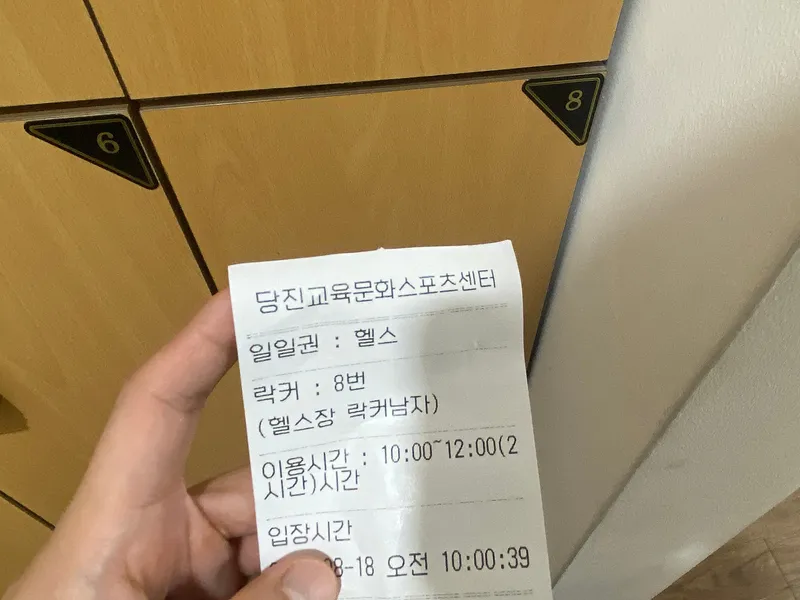 6
8
당진교육문화스포츠센터
일일권 : 헬스
락커 : 8번
(헬스장 락커남자)
이용시간 : 10:00~12:00(2
시간)시간
입장시간
08-18 오전 10:00:39